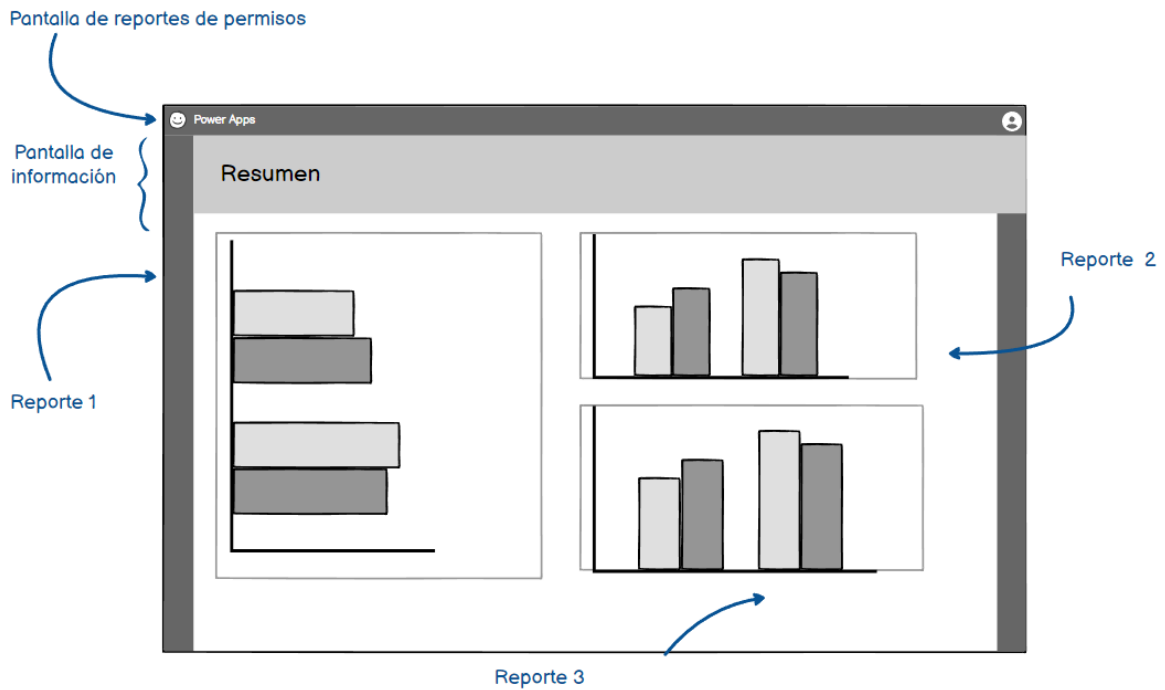 Pantalla de reportes de permisos
Power Apps
Pantalla de
información
Resumen
Reporte 2
Reporte 1
Reporte 3